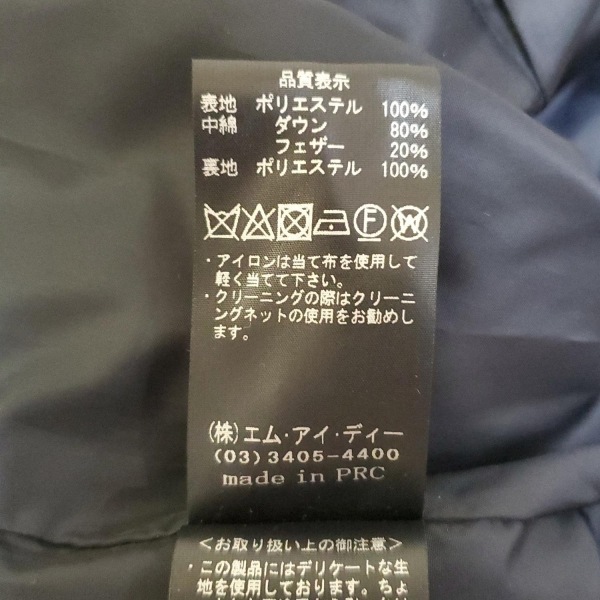 品質表示
表地 ポリエステル 100%
中綿 ダウン 80%
フェザー 20%
裏地 ポリエステル 100%
F W
・アイロンは当て布を使用して
軽く当てて下さい。
・クリーニングの際はクリーニ
ングネットの使用をお勧めし
ます。
(株)エム・アイ・ディー
(03)3405-4400
made in PRC
<お取り扱い上の御注意>
・この製品にはデリケートな生
地を使用しております。ちょ